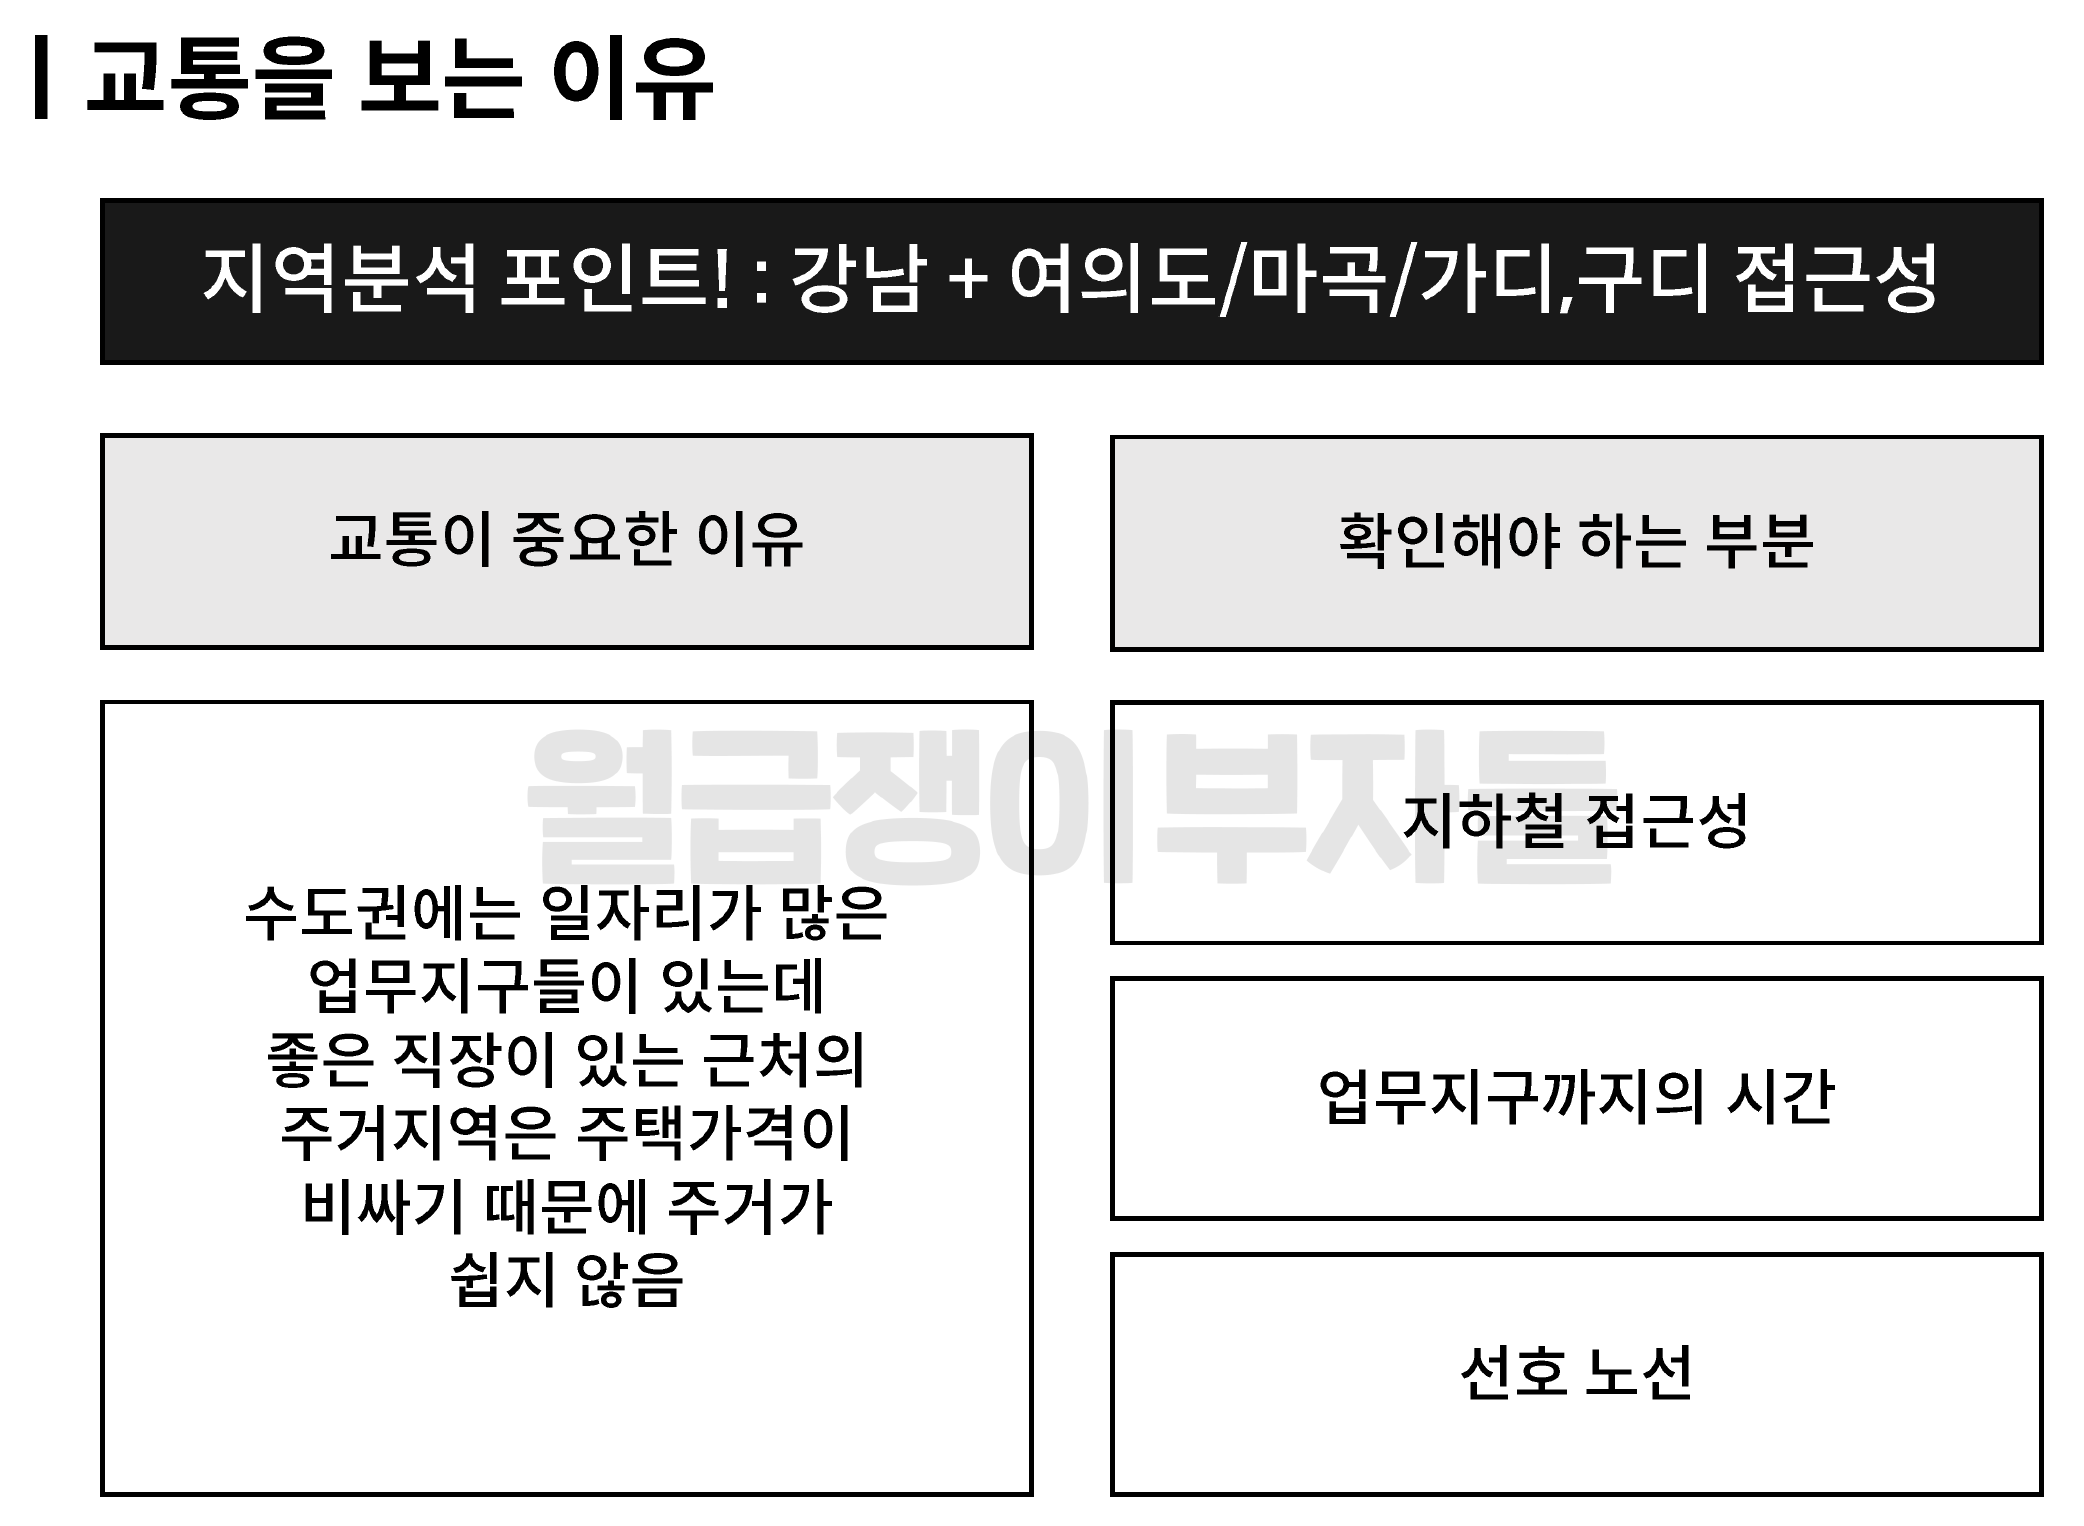 | 교통을 보는 이유
지역분석 포인트! : 강남 + 여의도/마곡/가디,구디 접근성
교통이 중요한 이유
수도권에는 일자리가 많은
업무지구들이 있는데
좋은 직장이 있는 근처의
주거지역은 주택가격이
비싸기 때문에 주거가
쉽지 않음
확인해야 하는 부분
지하철 접근성
업무지구까지의 시간
선호 노선
월급쟁이부자들